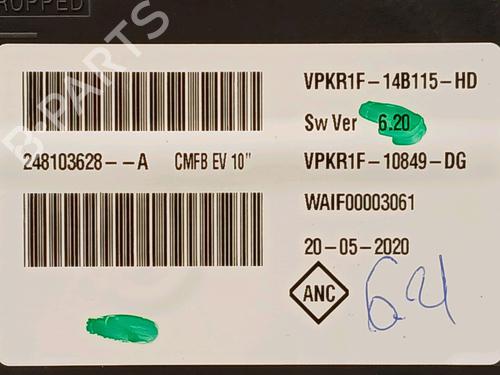 ROPPED
VPKR1F-14B115-HD
Sw Ver 6.20
248103628--A CMFB EV 10" VPKR1F-10849-DG
WAIF00003061
20-05-2020
ANC
64
B-PARTS